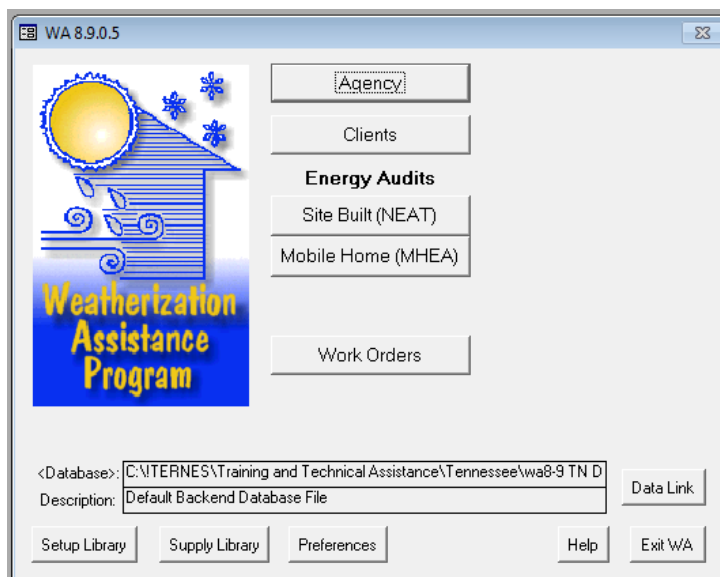 WA 8.9.0.5
Agency
Clients
Energy Audits
Site Built (NEAT)
Mobile Home (MHEA)
Weatherization
Assistance
Program
Work Orders
<Database>: C:\!TERNES\Training and Technical Assistance\Tennessee\wa8-9 TN D
Description: Default Backend Database File
Data Link
Setup Library Supply Library Preferences Help Exit WA